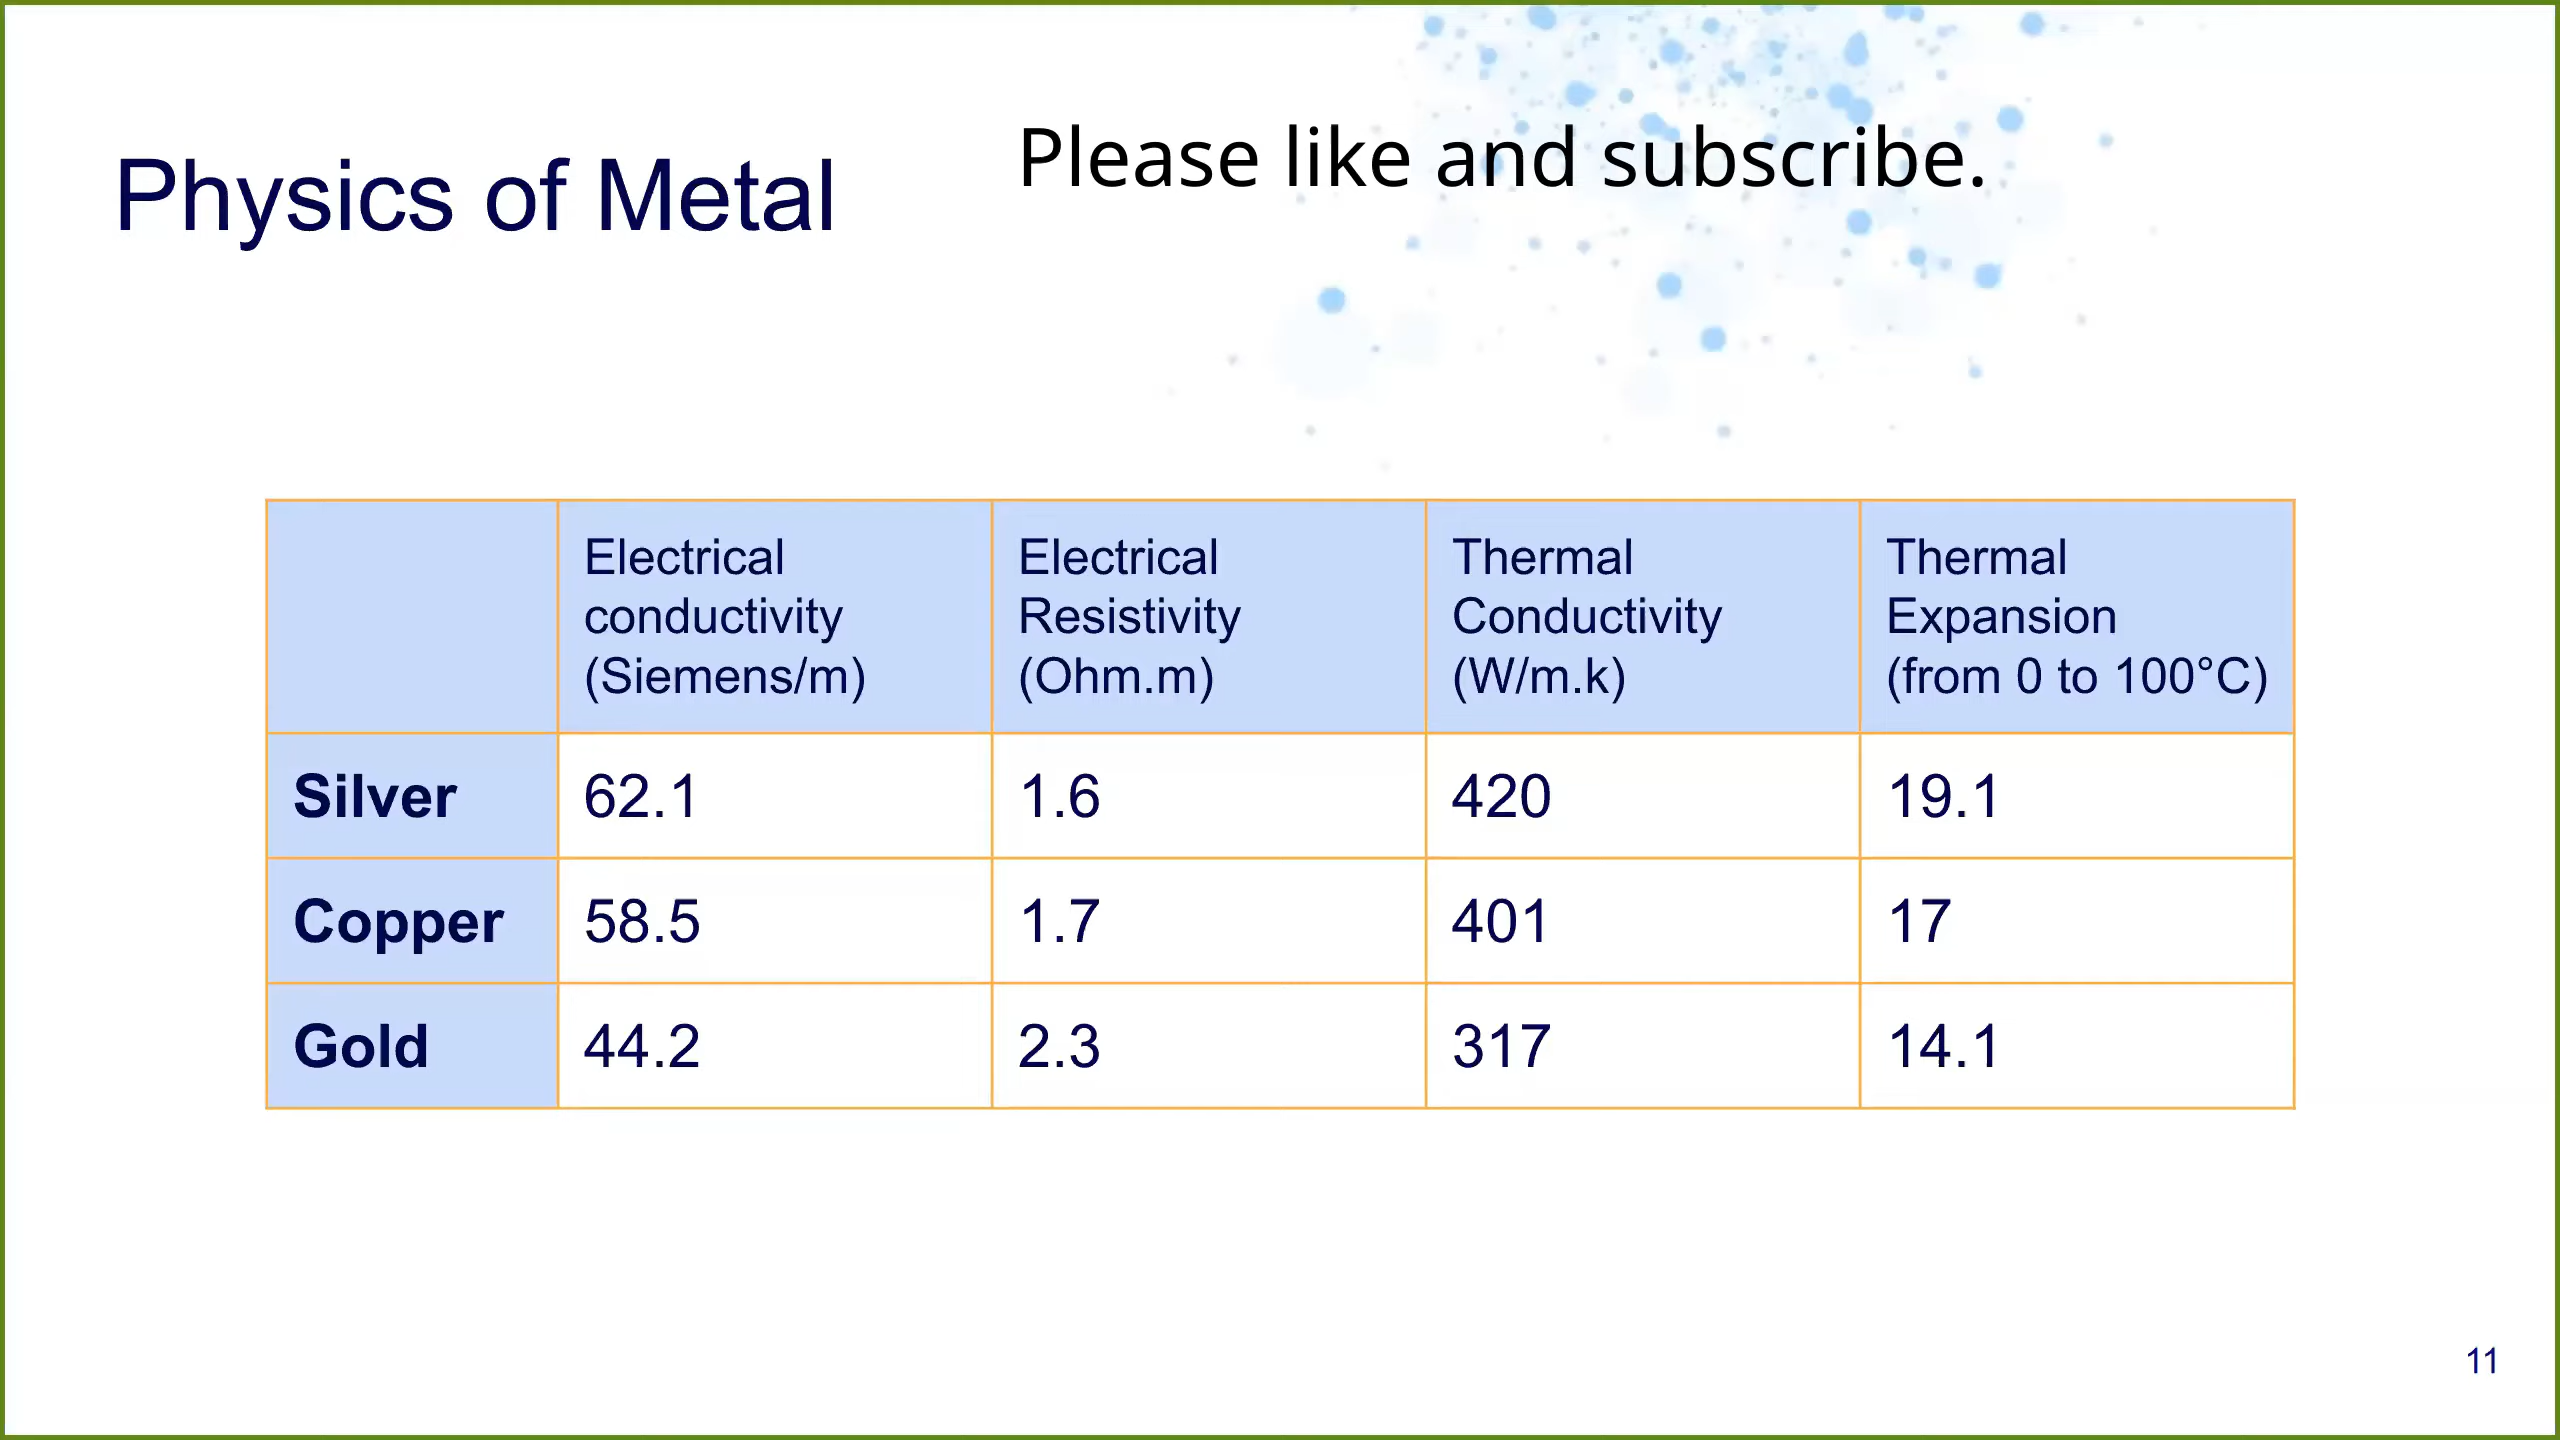 Physics of Metal
Please like and subscribe.
Electrical conductivity (Siemens/m)
Electrical Resistivity (Ohm.m)
Thermal Conductivity (W/m.k)
Thermal Expansion (from 0 to 100°C)
Silver 62.1 1.6 420 19.1
Copper 58.5 1.7 401 17
Gold 44.2 2.3 317 14.1
11